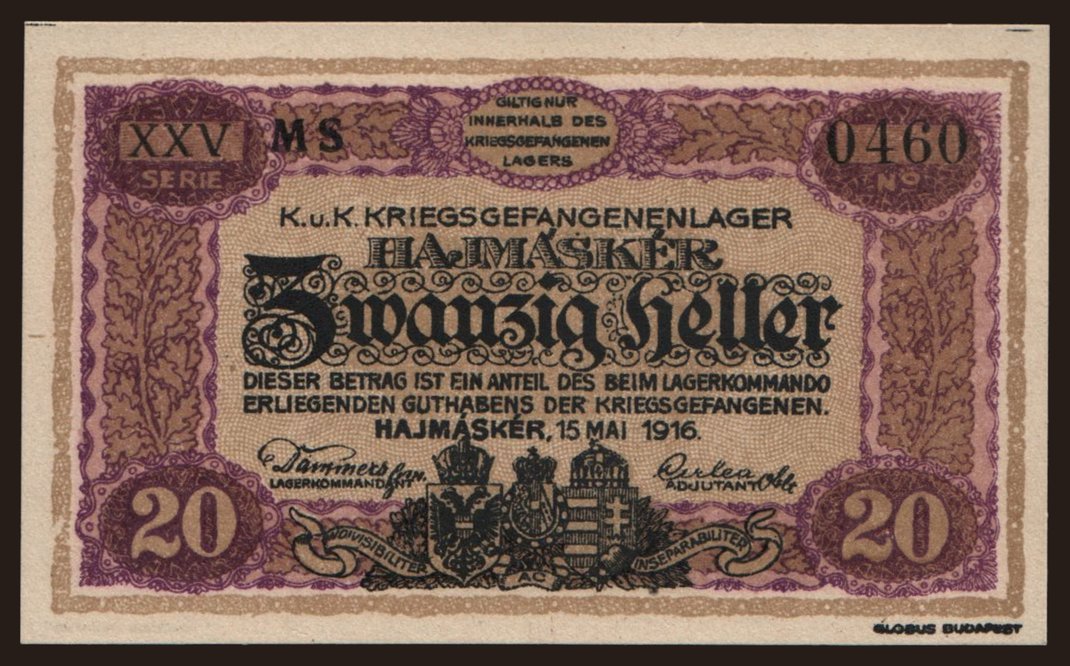 GILTIG NUR
INNERHALB DES
KRIEGSGEFANGENEN
LAGERS
XXV MS
SERIE
0460
No
K.u.K. KRIEGSGEFANGENENLAGER
HAJMÁSKÉR
Zwanzig Heller
DIESER BETRAG IST EIN ANTEIL DES BEIM LAGERKOMMANDO
ERLIEGENDEN GUTHABENS DER KRIEGSGEFANGENEN.
HAJMÁSKÉR, 15 MAI 1916.
LAGERKOMMANDANT
ADJUTANT
20
20
INDIVISIBILITER
AC
INSEPARABILITER
GLOBUS BUDAPEST